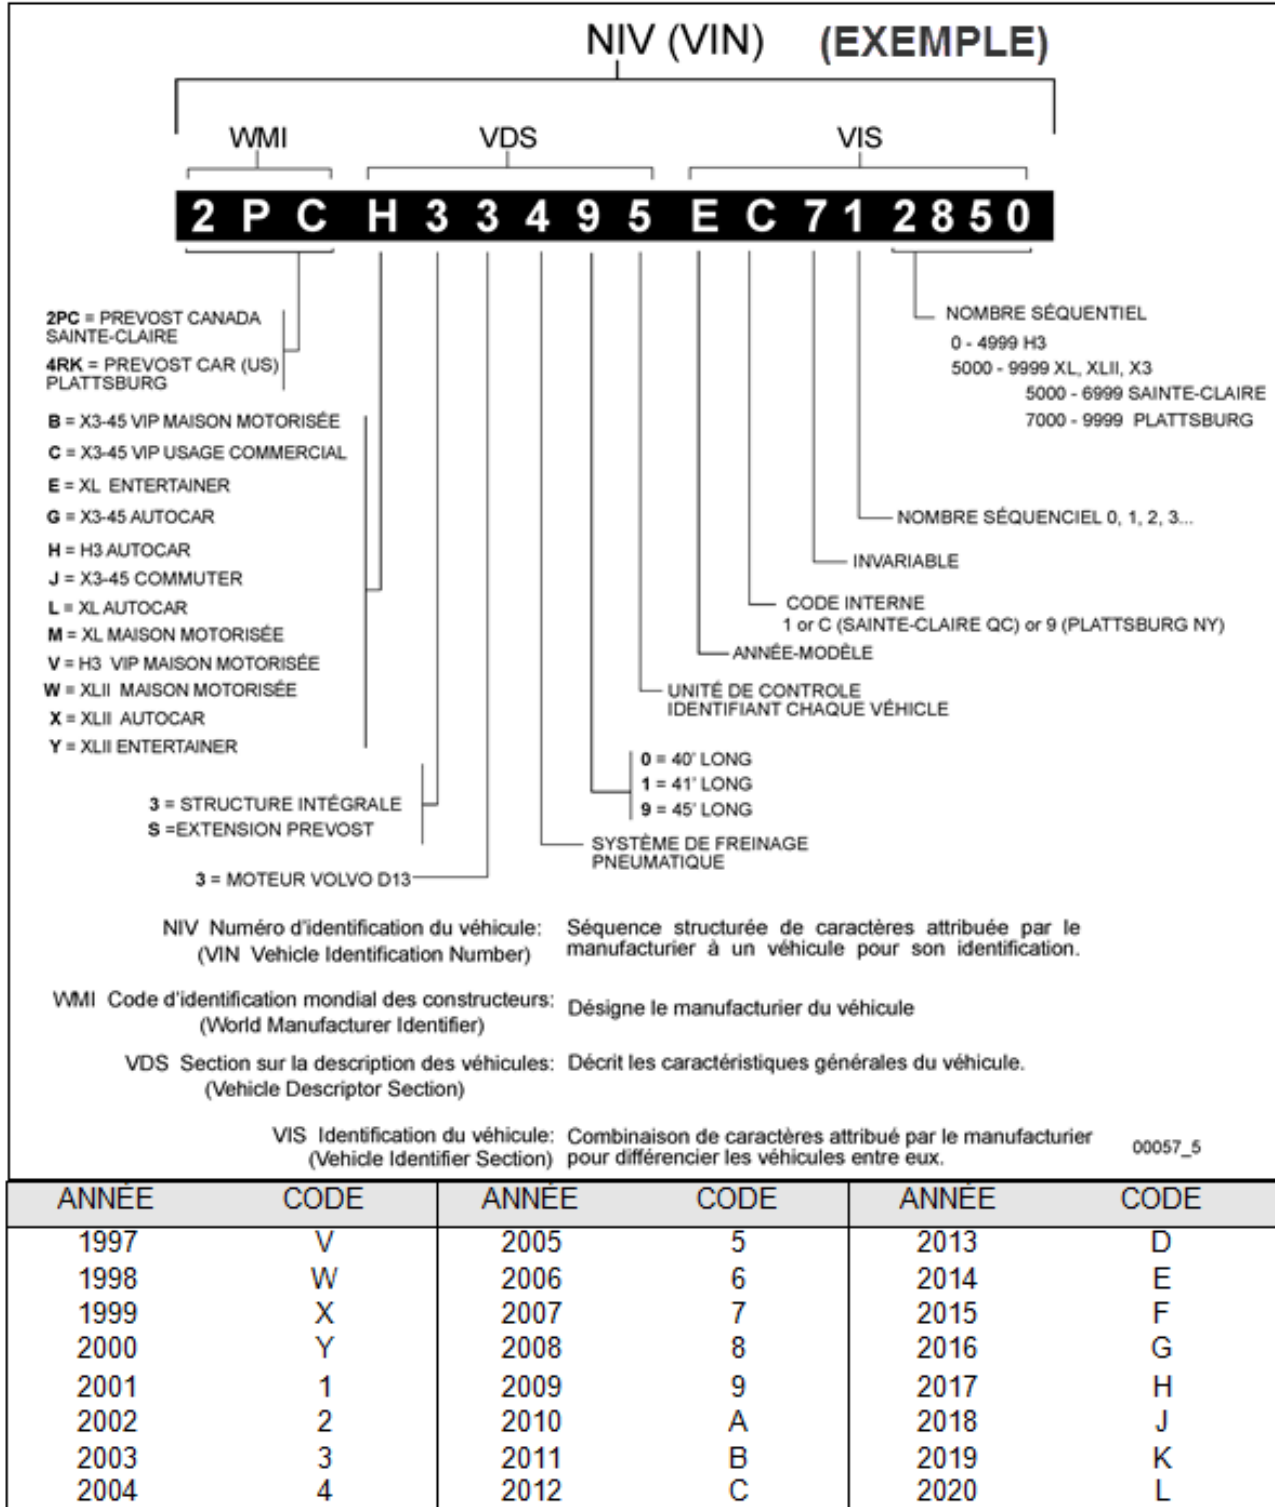 NIV (VIN) (EXEMPLE)
WMI VDS VIS
2 P C H 3 3 4 9 5 E C 7 1 2 8 5 0
2PC = PREVOST CANADA
SAINTE-CLAIRE
4RK = PREVOST CAR (US)
PLATTSBURG
B = X3-45 VIP MAISON MOTORISÉE
C = X3-45 VIP USAGE COMMERCIAL
E = XL ENTERTAINER
G = X3-45 AUTOCAR
H = H3 AUTOCAR
J = X3-45 COMMUTER
L = XL AUTOCAR
M = XL MAISON MOTORISÉE
V = H3 VIP MAISON MOTORISÉE
W = XLII MAISON MOTORISÉE
X = XLII AUTOCAR
Y = XLII ENTERTAINER
3 = STRUCTURE INTÉGRALE
S =EXTENSION PREVOST
3 = MOTEUR VOLVO D13
NOMBRE SÉQUENTIEL
0 - 4999 H3
5000 - 9999 XL, XLII, X3
5000 - 6999 SAINTE-CLAIRE
7000 - 9999 PLATTSBURG
NOMBRE SÉQUENCIEL 0, 1, 2, 3...
INVARIABLE
CODE INTERNE
1 or C (SAINTE-CLAIRE QC) or 9 (PLATTSBURG NY)
ANNÉE-MODÈLE
UNITÉ DE CONTROLE
IDENTIFIANT CHAQUE VÉHICLE
0 = 40' LONG
1 = 41' LONG
9 = 45' LONG
SYSTÈME DE FREINAGE
PNEUMATIQUE
NIV Numéro d'identification du véhicule: Séquence structurée de caractères attribuée par le
(VIN Vehicle Identification Number) manufacturier à un véhicule pour son identification.
WMI Code d'identification mondial des constructeurs: Désigne le manufacturier du véhicule
(World Manufacturer Identifier)
VDS Section sur la description des véhicules: Décrit les caractéristiques générales du véhicule.
(Vehicle Descriptor Section)
VIS Identification du véhicule: Combinaison de caractères attribué par le manufacturier
(Vehicle Identifier Section) pour différencier les véhicules entre eux.
00057_5
ANNÉE CODE ANNÉE CODE ANNÉE CODE
1997 V 2005 5 2013 D
1998 W 2006 6 2014 E
1999 X 2007 7 2015 F
2000 Y 2008 8 2016 G
2001 1 2009 9 2017 H
2002 2 2010 A 2018 J
2003 3 2011 B 2019 K
2004 4 2012 C 2020 L